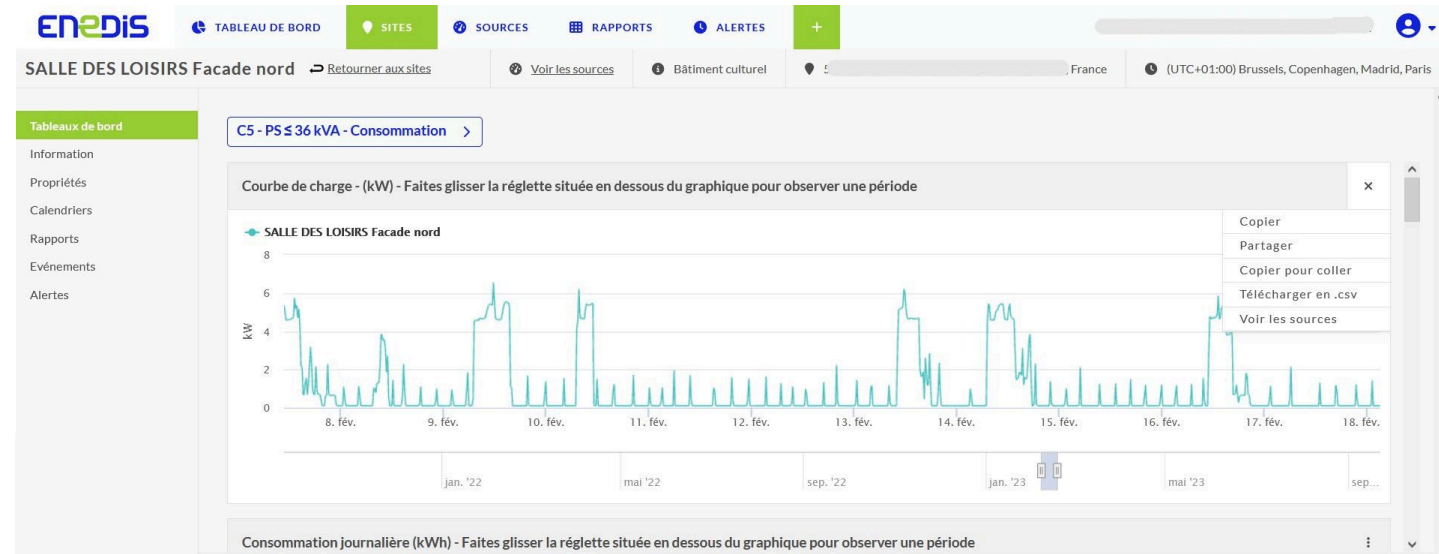 ENEDIS TABLEAU DE BORD SITES SOURCES RAPPORTS ALERTES +
SALLE DES LOISIRS Facade nord Retourner aux sites Voir les sources Bâtiment culturel France (UTC+01:00) Brussels, Copenhagen, Madrid, Paris
Tableaux de bord
Information
Propriétés
Calendriers
Rapports
Evénements
Alertes
C5 - PS ≤ 36 kVA - Consommation >
Courbe de charge - (kW) - Faites glisser la réglette située en dessous du graphique pour observer une période ×
Copier
Partager
Copier pour coller
Télécharger en .csv
Voir les sources
SALLE DES LOISIRS Facade nord
8
6
4
2
0
kW
8. fév. 9. fév. 10. fév. 11. fév. 12. fév. 13. fév. 14. fév. 15. fév. 16. fév. 17. fév. 18. fév.
jan. '22 mai '22 sep. '22 jan. '23 mai '23 sep...
Consommation journalière (kWh) - Faites glisser la réglette située en dessous du graphique pour observer une période